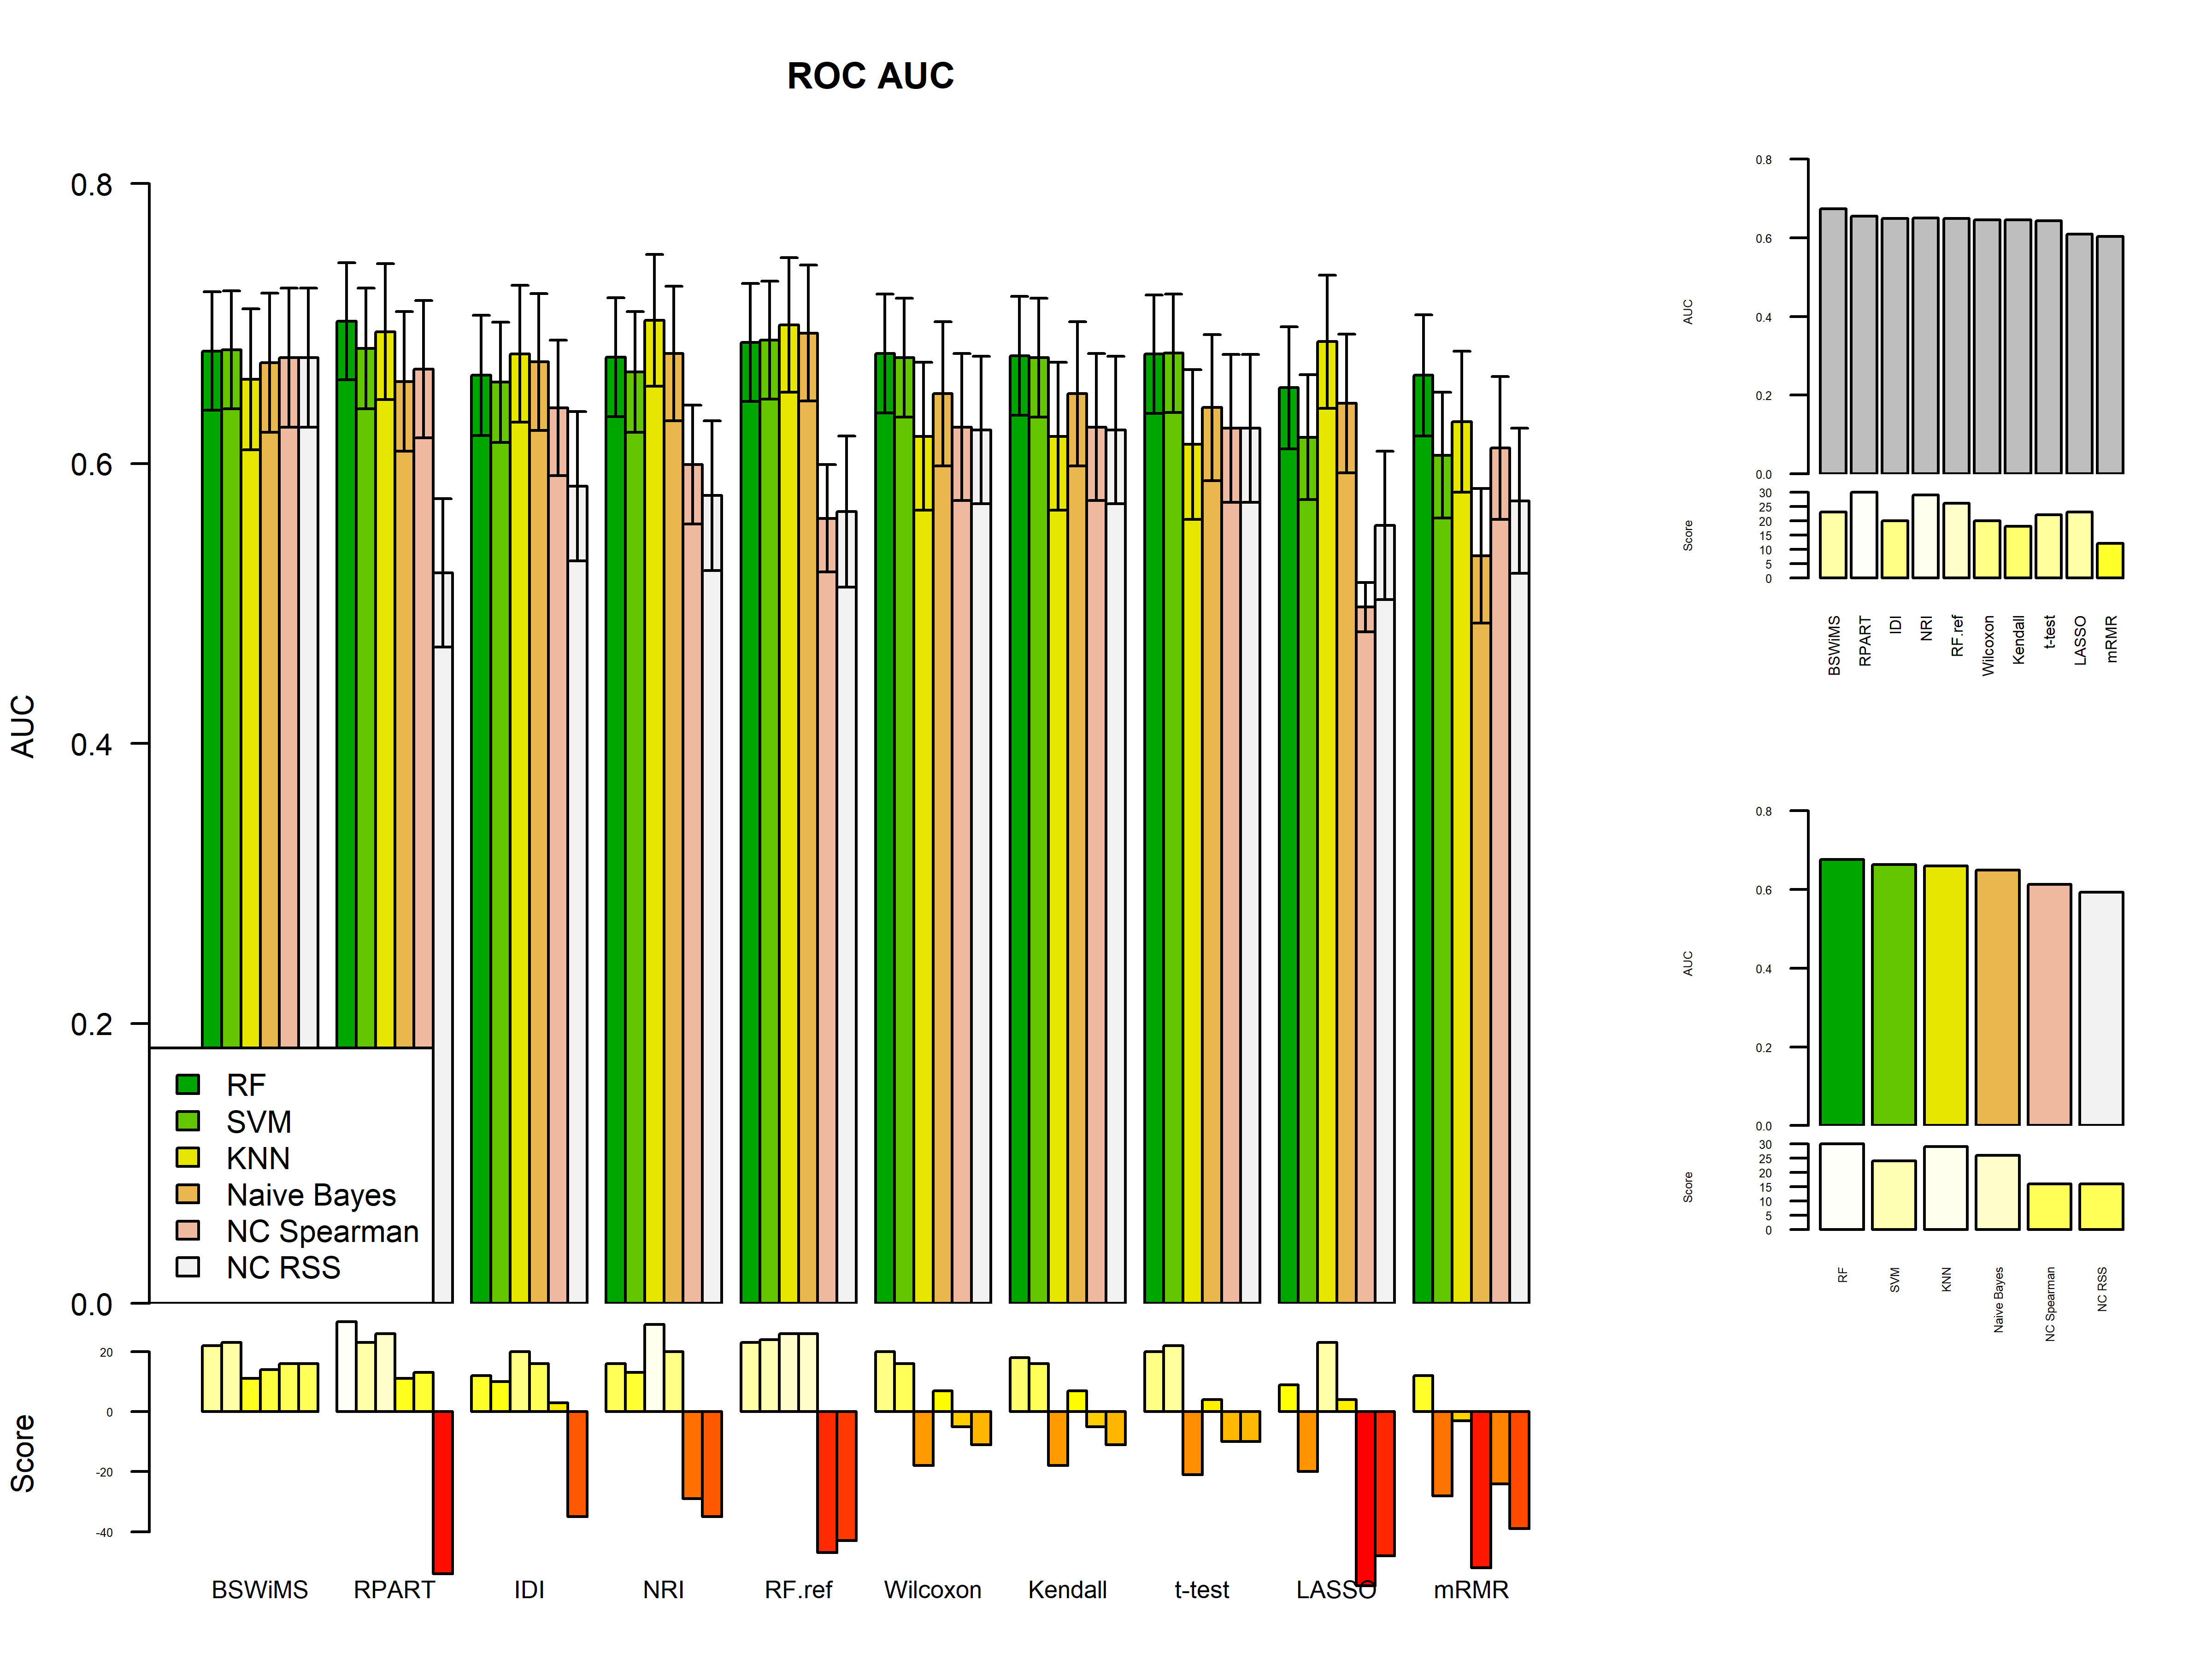 ROC AUC
AUC
0.8
0.6
0.4
0.2
0.0
RF
SVM
KNN
Naive Bayes
NC Spearman
NC RSS
Score
20
0
-20
-40
BSWiMS RPART IDI NRI RF.ref Wilcoxon Kendall t-test LASSO mRMR
AUC
0.8
0.6
0.4
0.2
0.0
Score
30
25
20
15
10
5
0
BSWiMS RPART IDI NRI RF.ref Wilcoxon Kendall t-test LASSO mRMR
AUC
0.8
0.6
0.4
0.2
0.0
Score
30
25
20
15
10
5
0
RF SVM KNN Naive Bayes NC Spearman NC RSS